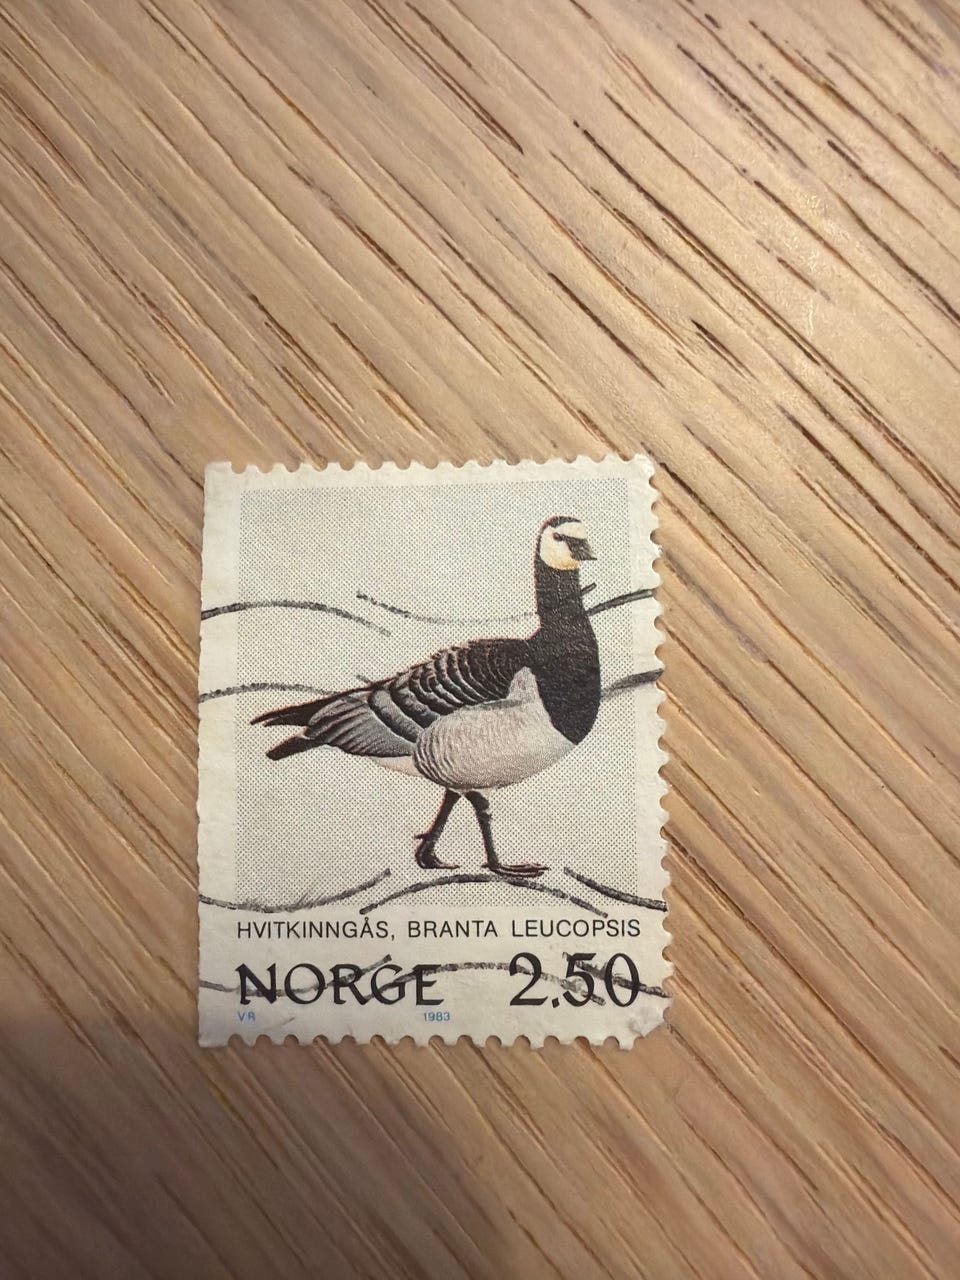 HVITKINNGÅS, BRANTA LEUCOPSIS
NORGE 2.50
VR 1983